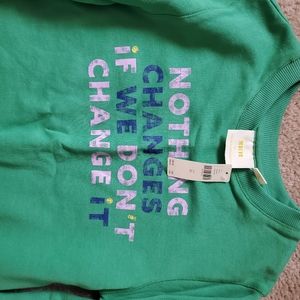 NOTHING
CHANGES
IF WE DON'T
CHANGE IT